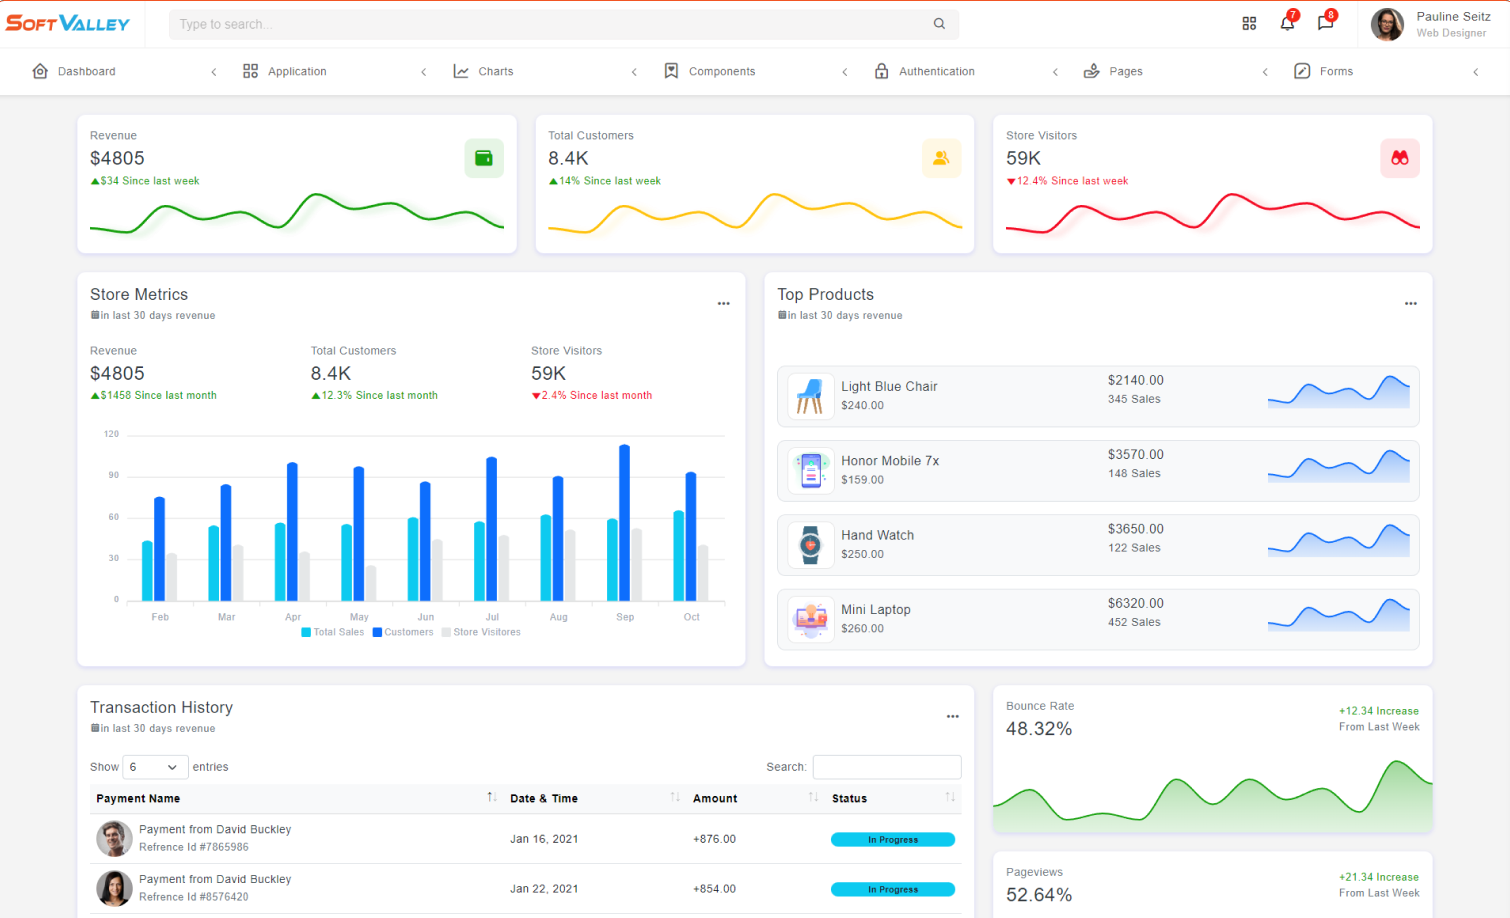 SOFTVALLEY
Type to search...
7
8
Pauline Seitz
Web Designer
Dashboard
Application
Charts
Components
Authentication
Pages
Forms
Revenue
$4805
$34 Since last week
Total Customers
8.4K
14% Since last week
Store Visitors
59K
12.4% Since last week
Store Metrics
in last 30 days revenue
Revenue
$4805
$1458 Since last month
Total Customers
8.4K
12.3% Since last month
Store Visitors
59K
2.4% Since last month
120
90
60
30
0
Feb Mar Apr May Jun Jul Aug Sep Oct
Total Sales Customers Store Visitores
Top Products
in last 30 days revenue
Light Blue Chair
$240.00
$2140.00
345 Sales
Honor Mobile 7x
$159.00
$3570.00
148 Sales
Hand Watch
$250.00
$3650.00
122 Sales
Mini Laptop
$260.00
$6320.00
452 Sales
Transaction History
in last 30 days revenue
Show 6 entries
Search:
Payment Name Date & Time Amount Status
Payment from David Buckley
Refrence Id #7865986
Jan 16, 2021
+876.00
In Progress
Payment from David Buckley
Refrence Id #8576420
Jan 22, 2021
+854.00
In Progress
Bounce Rate
48.32%
+12.34 Increase
From Last Week
Pageviews
52.64%
+21.34 Increase
From Last Week